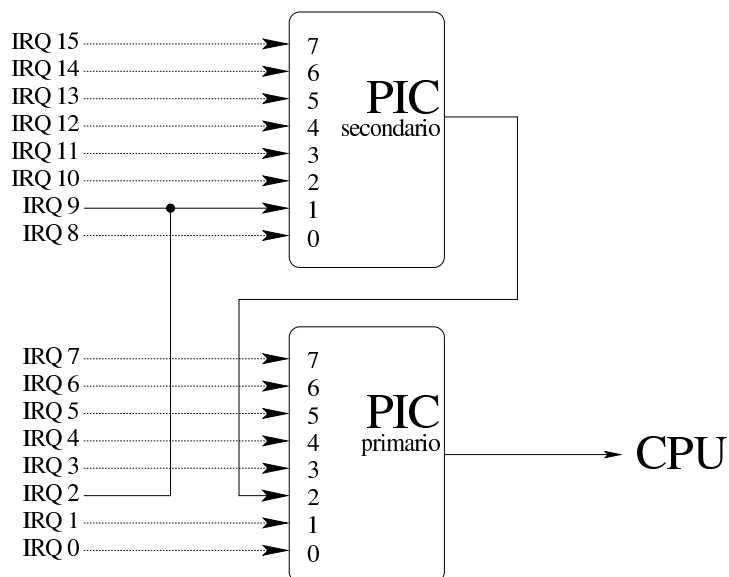 IRQ 15
7
IRQ 14
6
IRQ 13
5
IRQ 12
4
IRQ 11
3
IRQ 10
2
IRQ 9
1
IRQ 8
0
PIC
secondario
IRQ 7
7
IRQ 6
6
IRQ 5
5
IRQ 4
4
IRQ 3
3
IRQ 2
2
IRQ 1
1
IRQ 0
0
PIC
primario
CPU